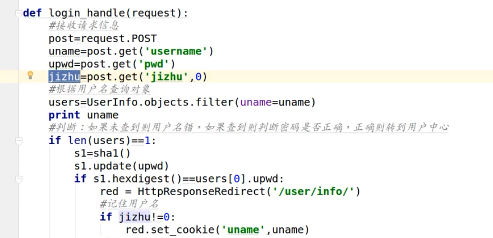 def login_handle(request):
#接收请求信息
post=request.POST
uname=post.get('username')
upwd=post.get('pwd')
jizhu=post.get('jizhu',0)
#根据用户名查询对象
users=UserInfo.objects.filter(uname=uname)
print uname
#判断：如果未查到则用户名错，如果查到则判断密码是否正确，正确则转到用户中心
if len(users)==1:
s1=sha1()
s1.update(upwd)
if s1.hexdigest()==users[0].upwd:
red = HttpResponseRedirect('/user/info/')
#记住用户名
if jizhu!=0:
red.set_cookie('uname',uname)